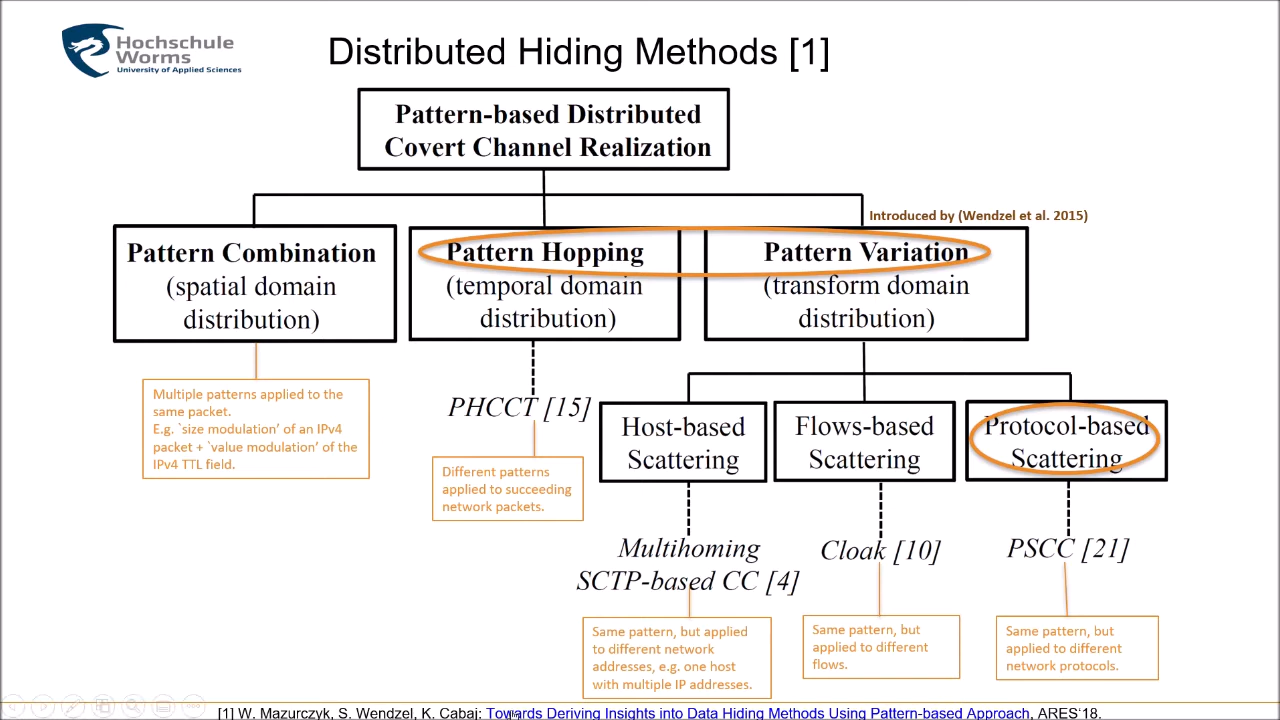 Hochschule
Worms
University of Applied Sciences
Distributed Hiding Methods [1]
Pattern-based Distributed
Covert Channel Realization
Introduced by (Wendzel et al. 2015)
Pattern Combination
(spatial domain
distribution)
Pattern Hopping
(temporal domain
distribution)
Pattern Variation
(transform domain
distribution)
Multiple patterns applied to the
same packet.
E.g. `size modulation' of an IPv4
packet + `value modulation' of the
IPv4 TTL field.
PHCCT [15]
Different patterns
applied to succeeding
network packets.
Host-based
Scattering
Flows-based
Scattering
Protocol-based
Scattering
Multihoming
SCTP-based CC [4]
Cloak [10]
PSCC [21]
Same pattern, but applied
to different network
addresses, e.g. one host
with multiple IP addresses.
Same pattern, but
applied to different
flows.
Same pattern, but
applied to different
network protocols.
[1] W. Mazurczyk, S. Wendzel, K. Cabaj: Towards Deriving Insights into Data Hiding Methods Using Pattern-based Approach, ARES'18.